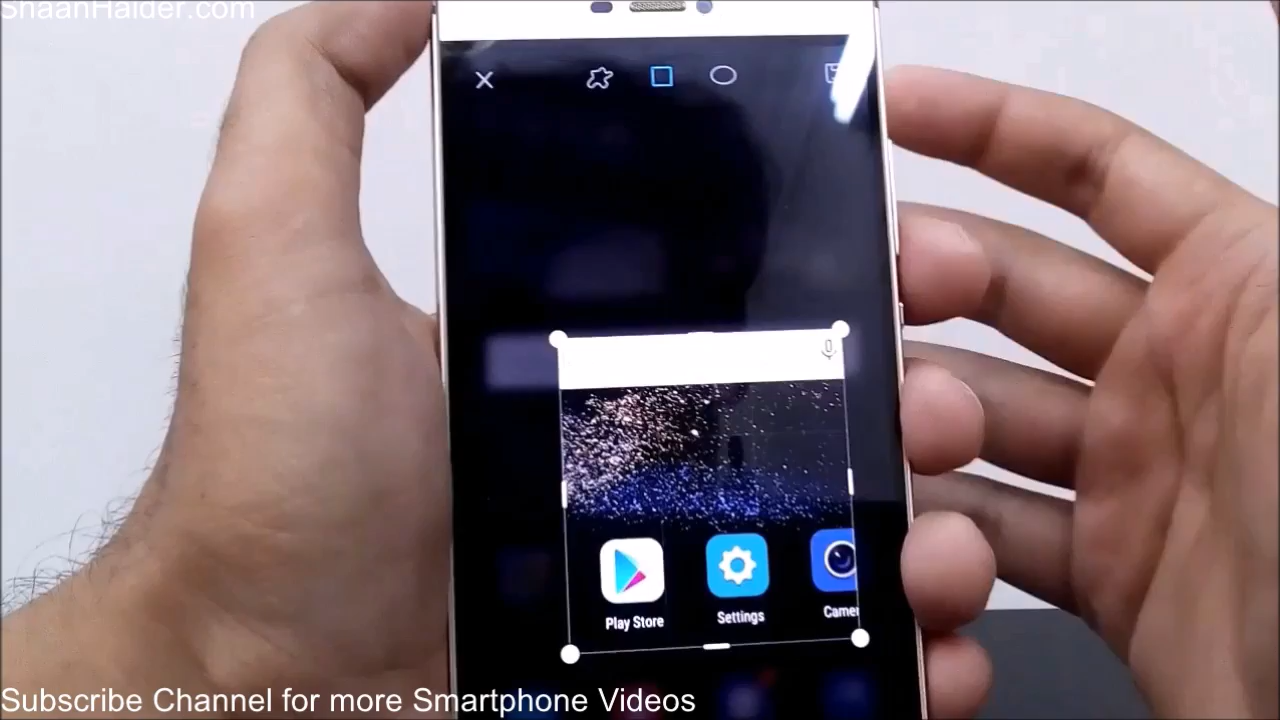 ShaanHaider.com
Play Store
Settings
Camer
Subscribe Channel for more Smartphone Videos